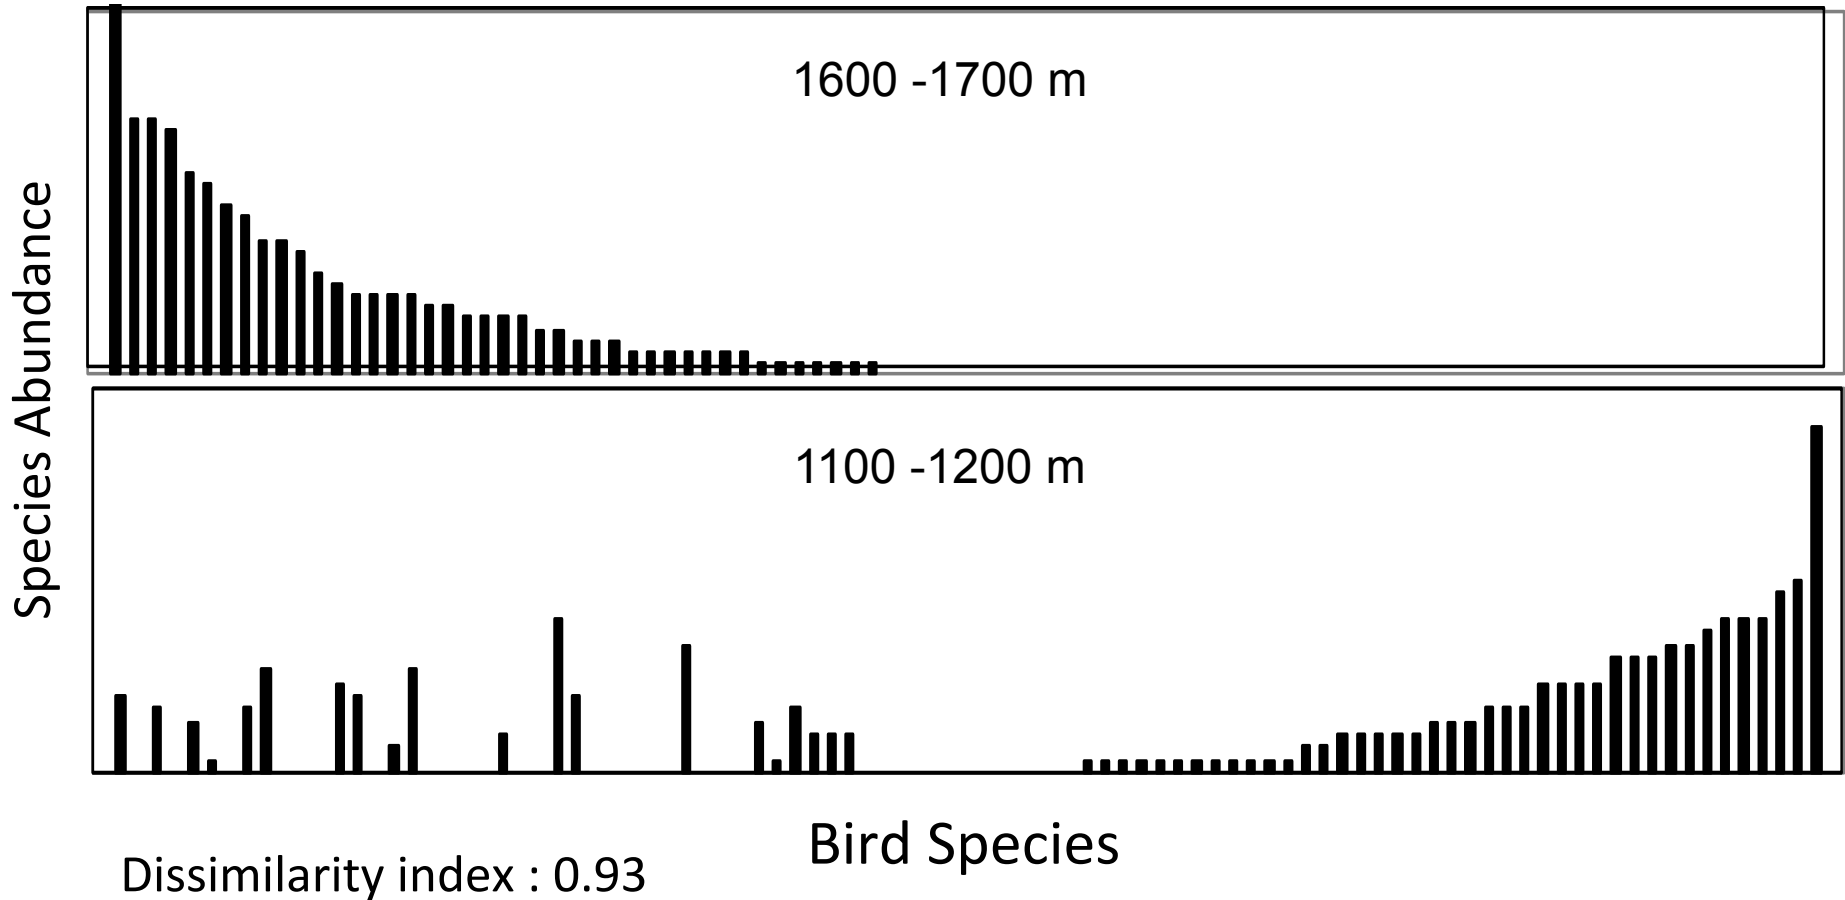 1600 -1700 m
Species Abundance
1100 -1200 m
Bird Species
Dissimilarity index : 0.93